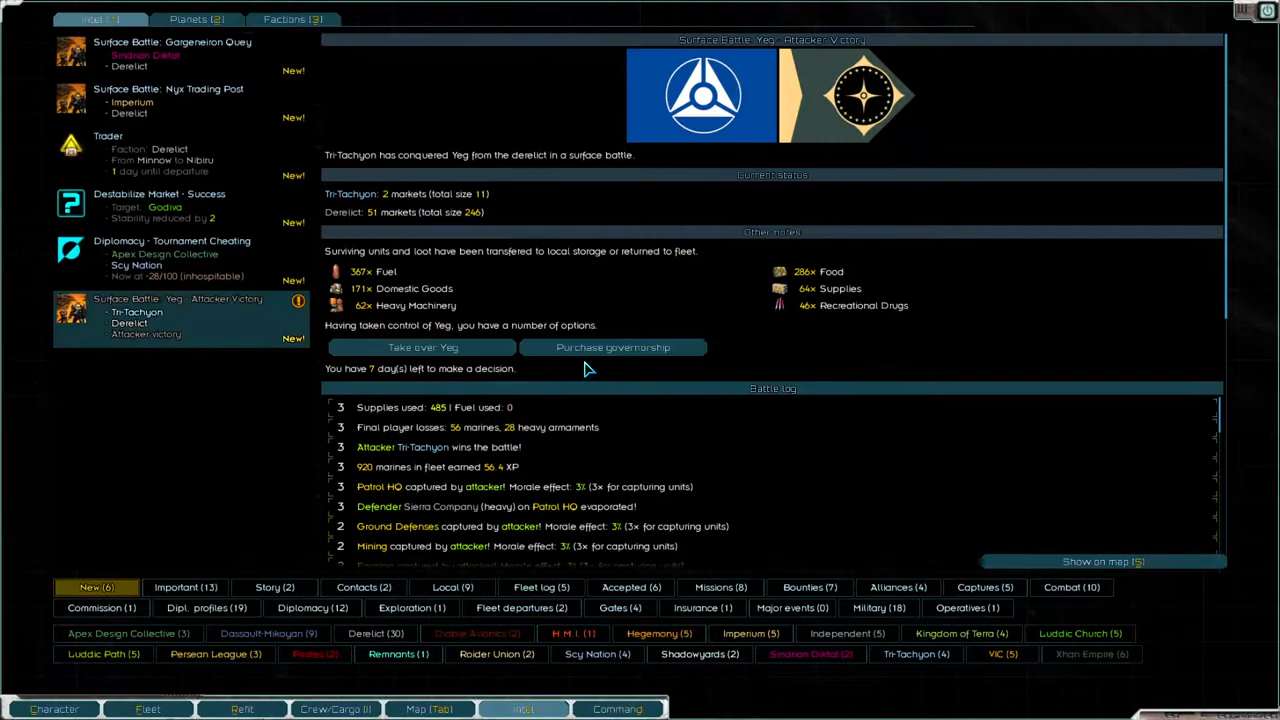 Intel [1]
Planets [2]
Factions [3]
Surface Battle: Gargeneiron Quey
Sindrian Diktat
- Derelict
New!
Surface Battle: Nyx Trading Post
- Imperium
- Derelict
New!
Trader
- Faction: Derelict
- From Minnow to Nibiru
- 1 day until departure
New!
Destabilize Market - Success
- Target: Godiva
- Stability reduced by 2
New!
Diplomacy - Tournament Cheating
- Apex Design Collective
- Scy Nation
- Now at -28/100 (inhospitable)
New!
Surface Battle: Yeg - Attacker Victory
- Tri-Tachyon
- Derelict
- Attacker victory
New!
Surface Battle: Yeg - Attacker Victory
Tri-Tachyon has conquered Yeg from the derelict in a surface battle.
Current status
Tri-Tachyon: 2 markets (total size 11)
Derelict: 51 markets (total size 246)
Other notes
Surviving units and loot have been transferred to local storage or returned to fleet.
367× Fuel
286× Food
171× Domestic Goods
64× Supplies
62× Heavy Machinery
46× Recreational Drugs
Having taken control of Yeg, you have a number of options.
Take over Yeg
Purchase governorship
You have 7 day(s) left to make a decision.
Battle log
3 Supplies used: 485 | Fuel used: 0
3 Final player losses: 56 marines, 28 heavy armaments
3 Attacker Tri-Tachyon wins the battle!
3 920 marines in fleet earned 56.4 XP
3 Patrol HQ captured by attacker! Morale effect: 3% (3× for capturing units)
3 Defender Sierra Company (heavy) on Patrol HQ evaporated!
2 Ground Defenses captured by attacker! Morale effect: 3% (3× for capturing units)
2 Mining captured by attacker! Morale effect: 3% (3× for capturing units)
Show on map [S]
New (6)
Important (13)
Story (2)
Contacts (2)
Local (9)
Fleet log (5)
Accepted (6)
Missions (8)
Bounties (7)
Alliances (4)
Captures (5)
Combat (10)
Commission (1)
Dipl. profiles (19)
Diplomacy (12)
Exploration (1)
Fleet departures (2)
Gates (4)
Insurance (1)
Major events (0)
Military (18)
Operatives (1)
Apex Design Collective (3)
Dassault-Mikoyan (9)
Derelict (30)
Diable Avionics (2)
H.M.I. (1)
Hegemony (5)
Imperium (5)
Independent (5)
Kingdom of Terra (4)
Luddic Church (5)
Luddic Path (5)
Persean League (3)
Pirates (2)
Remnants (1)
Roider Union (2)
Scy Nation (4)
Shadowyards (2)
Sindrian Diktat (2)
Tri-Tachyon (4)
VIC (5)
Xhan Empire (6)
Character
Fleet
Refit
Crew/Cargo [I]
Map [Tab]
Intel
Command